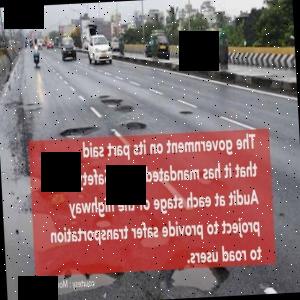 The government on its part said
that it has mandated
Audit at each stage of the highway
project to provide safer transportation
to road users.
courtesy: